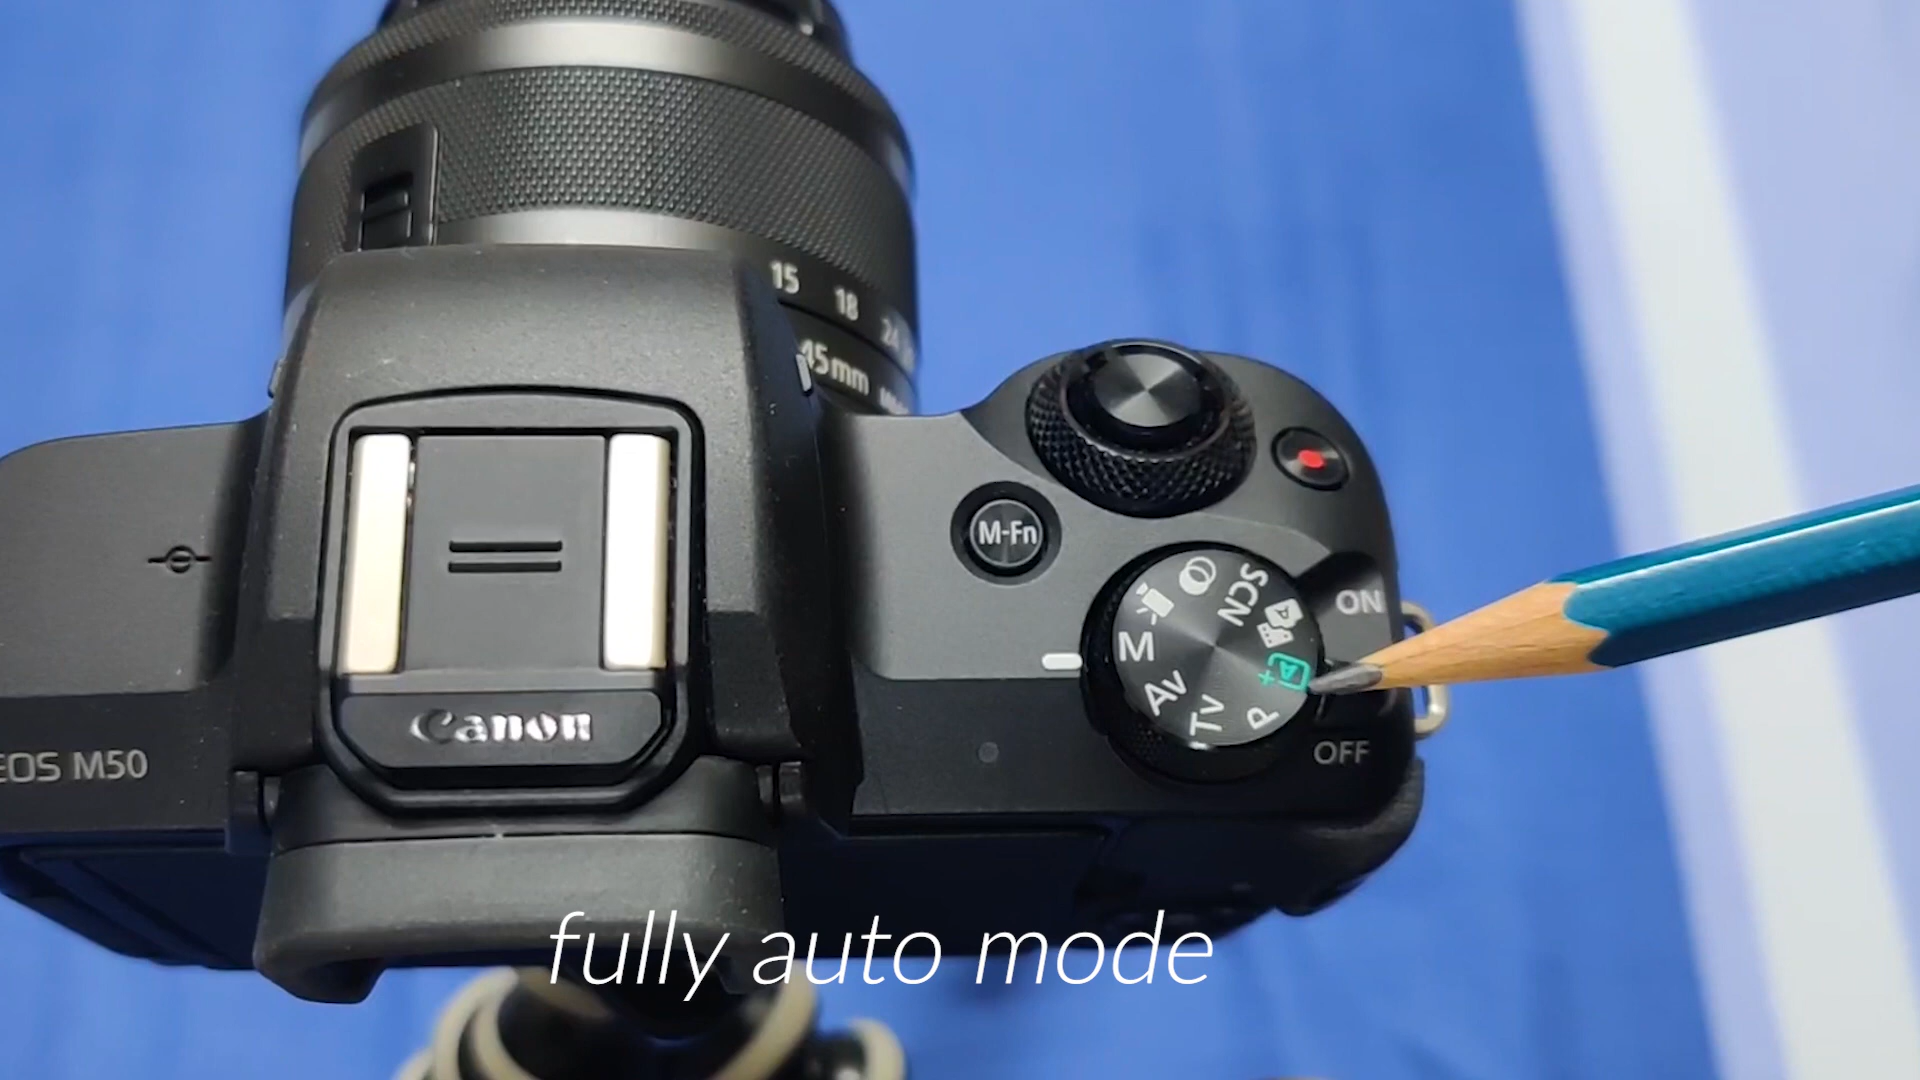 15 18 24
45mm
M-Fn
SCN
ON
M
A+
Av
Tv
P
Canon
OFF
EOS M50
fully auto mode